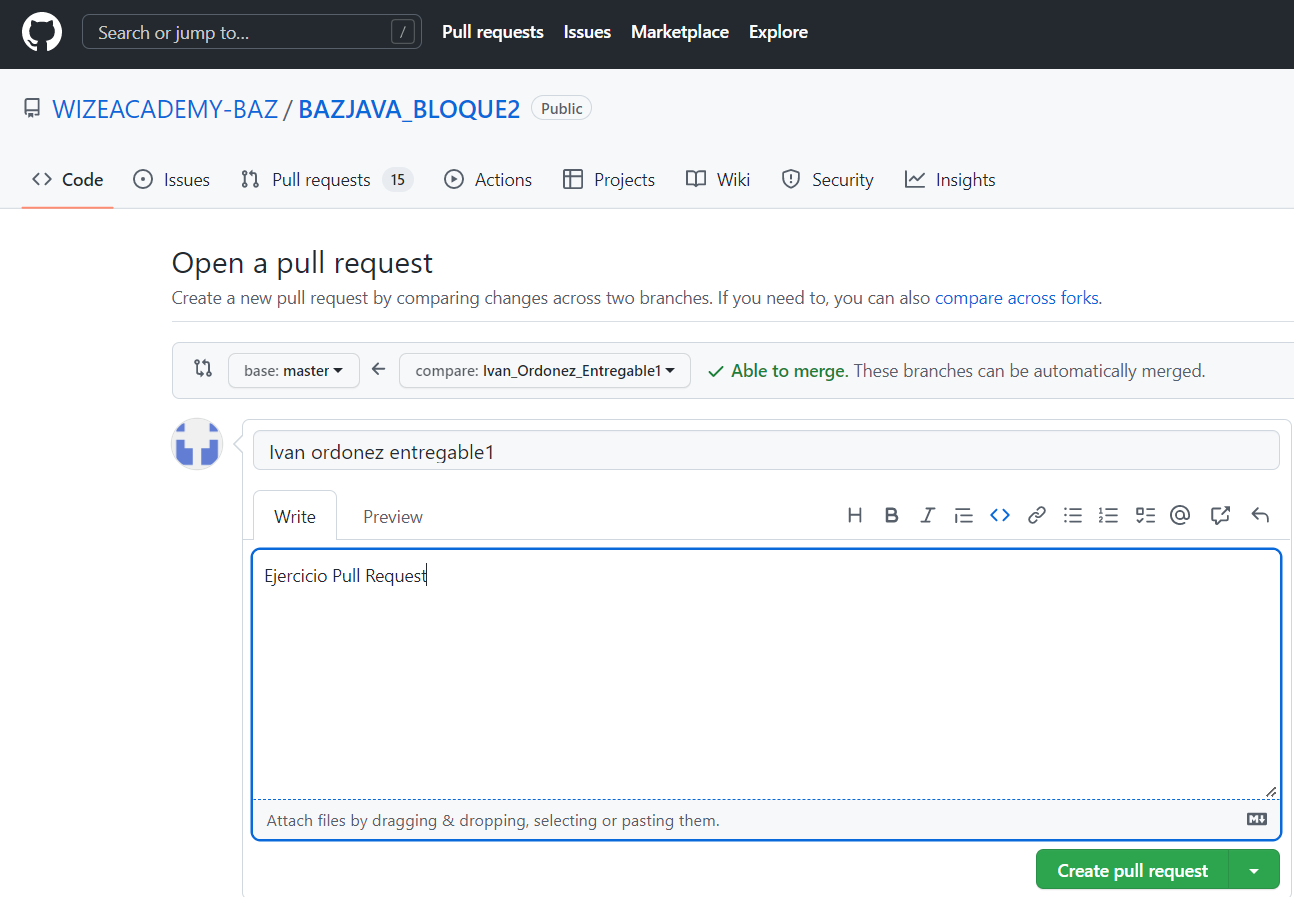 Search or jump to... /
Pull requests Issues Marketplace Explore
WIZEACADEMY-BAZ / BAZJAVA_BLOQUE2 Public
Code Issues Pull requests 15 Actions Projects Wiki Security Insights
Open a pull request
Create a new pull request by comparing changes across two branches. If you need to, you can also compare across forks.
base: master compare: Ivan_Ordonez_Entregable1 Able to merge. These branches can be automatically merged.
Ivan ordonez entregable1
Write Preview
Ejercicio Pull Request
Attach files by dragging & dropping, selecting or pasting them.
Create pull request